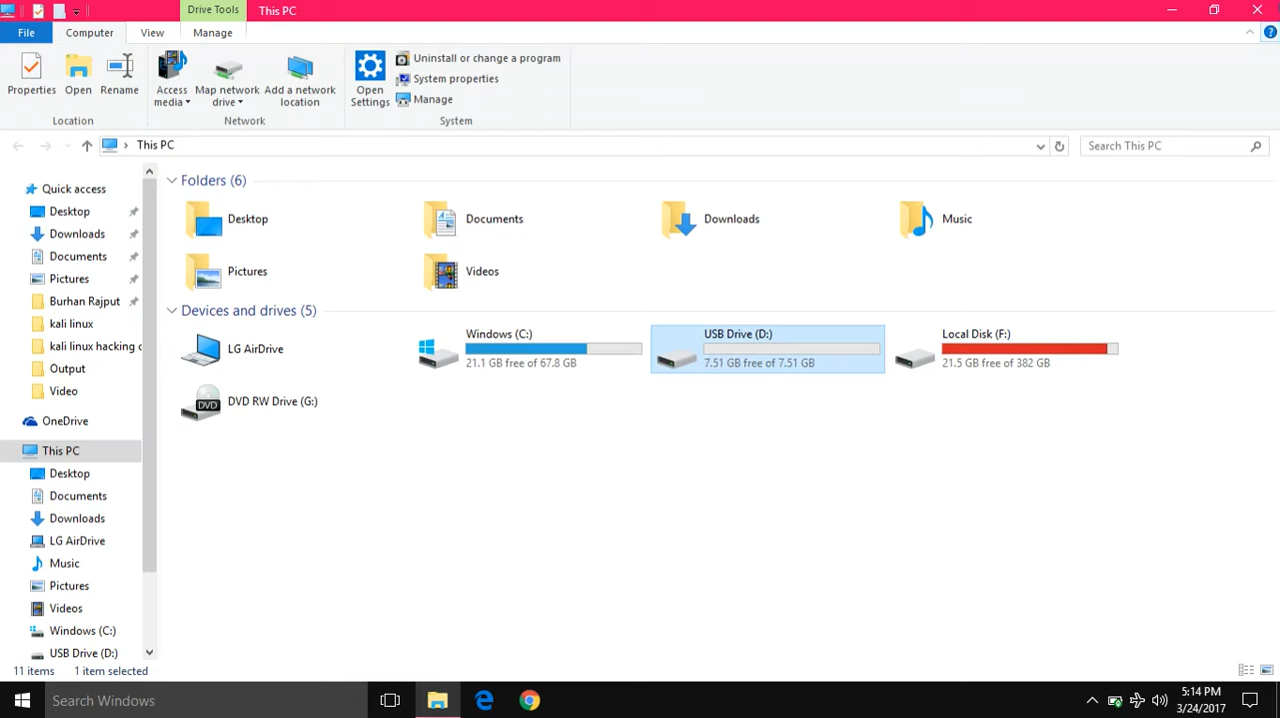 Drive Tools
This PC
File
Computer
View
Manage
Properties
Open
Rename
Access media
Map network drive
Add a network location
Open Settings
Uninstall or change a program
System properties
Manage
Location
Network
System
This PC
Search This PC
Quick access
Desktop
Downloads
Documents
Pictures
Burhan Rajput
kali linux
kali linux hacking c
Output
Video
OneDrive
This PC
Desktop
Documents
Downloads
LG AirDrive
Music
Pictures
Videos
Windows (C:)
USB Drive (D:)
Folders (6)
Desktop
Documents
Downloads
Music
Pictures
Videos
Devices and drives (5)
LG AirDrive
Windows (C:)
21.1 GB free of 67.8 GB
USB Drive (D:)
7.51 GB free of 7.51 GB
Local Disk (F:)
21.5 GB free of 382 GB
DVD
DVD RW Drive (G:)
11 items
1 item selected
Search Windows
5:14 PM
3/24/2017